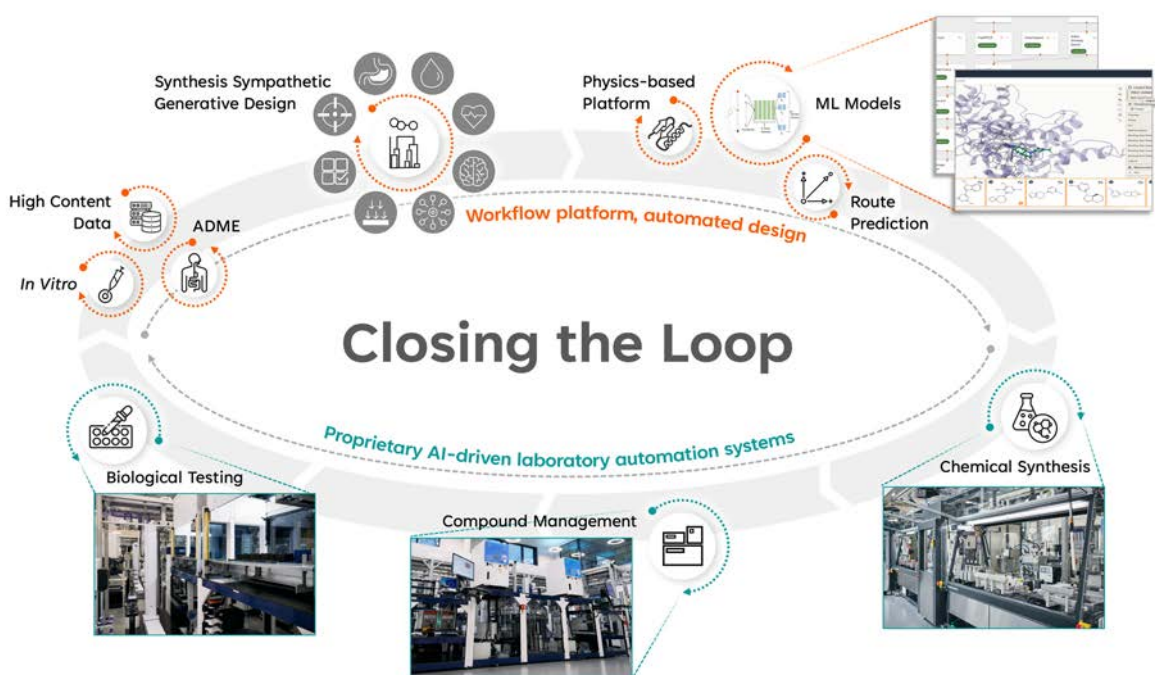 Synthesis Sympathetic
Generative Design
Physics-based
Platform
ML Models
High Content
Data
ADME
In Vitro
Route
Prediction
Workflow platform, automated design
Closing the Loop
Proprietary AI-driven laboratory automation systems
Biological Testing
Compound Management
Chemical Synthesis